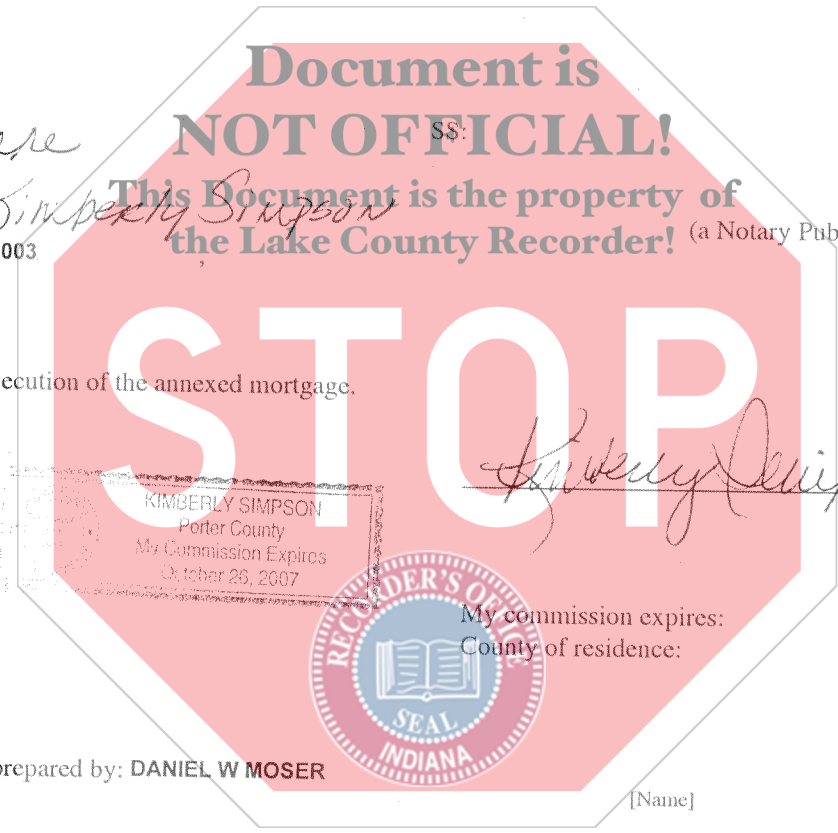 Document is
NOT OFFICIAL!
SS:
This Document is the property of
Kimberly Simpson
the Lake County Recorder!
(a Notary Pub
003
,
STOP
ecution of the annexed mortgage.
Kimberly
KIMBERLY SIMPSON
Porter County
My Commission Expires
October 26, 2007
RECORDER'S OFFICE
SEAL
INDIANA
My commission expires:
County of residence:
prepared by: DANIEL W MOSER
[Name]